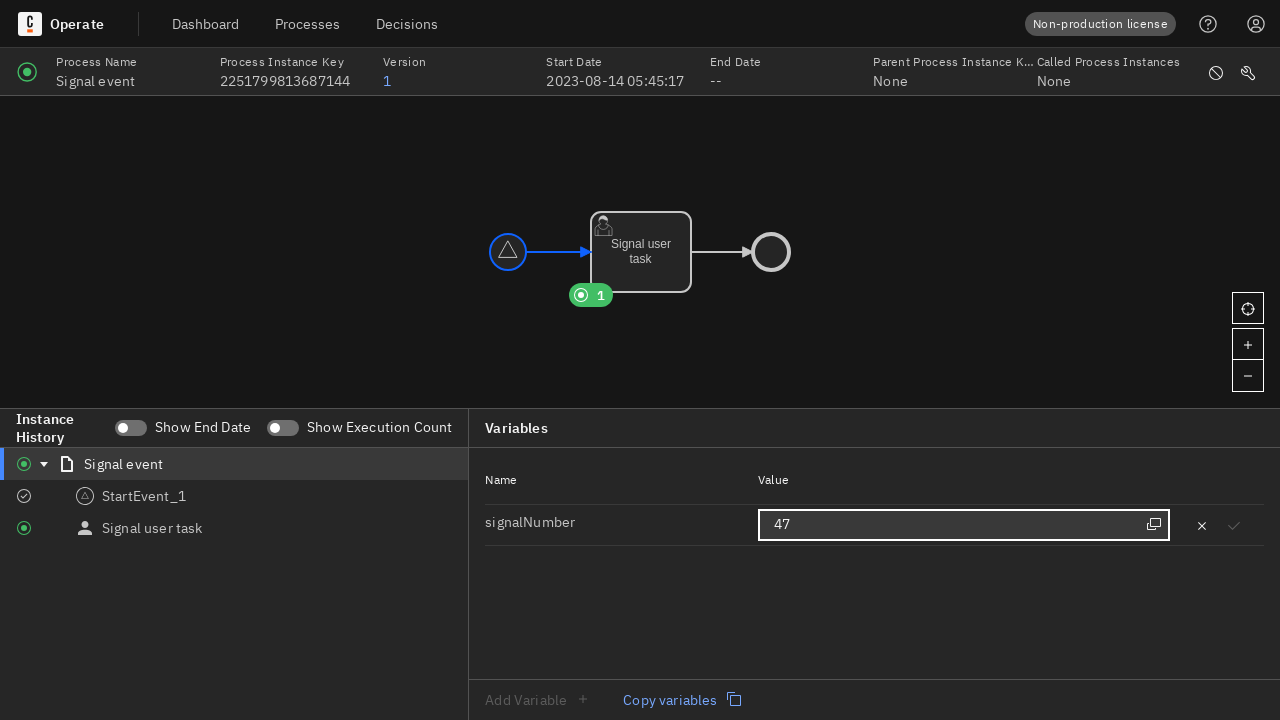 Operate
Dashboard
Processes
Decisions
Non-production license
Process Name
Signal event
Process Instance Key
2251799813687144
Version
1
Start Date
2023-08-14 05:45:17
End Date
--
Parent Process Instance K...
None
Called Process Instances
None
Signal user
task
1
Instance
History
Show End Date
Show Execution Count
Signal event
StartEvent_1
Signal user task
Variables
Name
Value
signalNumber
47
Add Variable
Copy variables